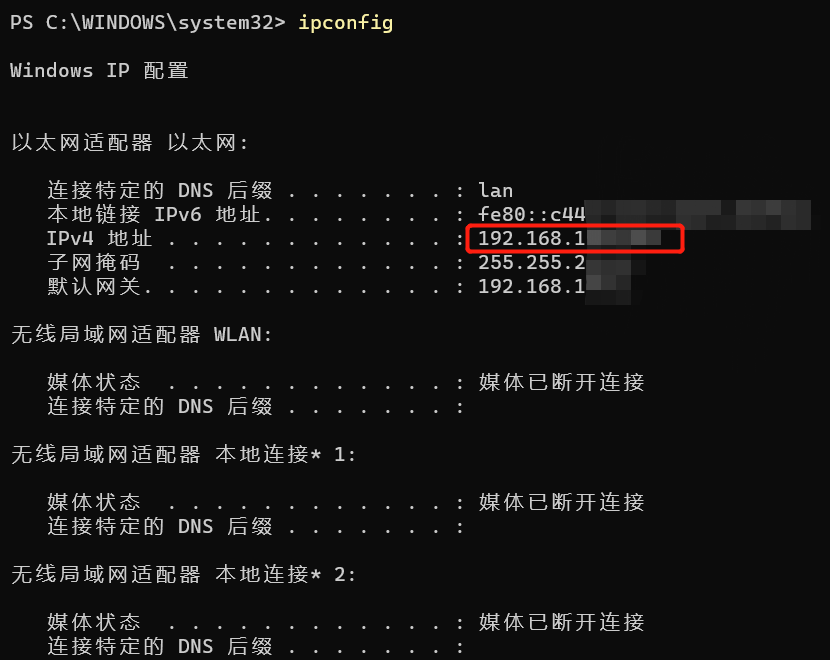 PS C:\WINDOWS\system32> ipconfig
Windows IP 配置
以太网适配器 以太网:
连接特定的 DNS 后缀 . . . . . . . : lan
本地链接 IPv6 地址. . . . . . . . : fe80::c44
IPv4 地址 . . . . . . . . . . . . : 192.168.1
子网掩码  . . . . . . . . . . . . : 255.255.2
默认网关. . . . . . . . . . . . . : 192.168.1
无线局域网适配器 WLAN:
媒体状态  . . . . . . . . . . . . : 媒体已断开连接
连接特定的 DNS 后缀 . . . . . . . :
无线局域网适配器 本地连接* 1:
媒体状态  . . . . . . . . . . . . : 媒体已断开连接
连接特定的 DNS 后缀 . . . . . . . :
无线局域网适配器 本地连接* 2:
媒体状态  . . . . . . . . . . . . : 媒体已断开连接
连接特定的 DNS 后缀 . . . . . . . :